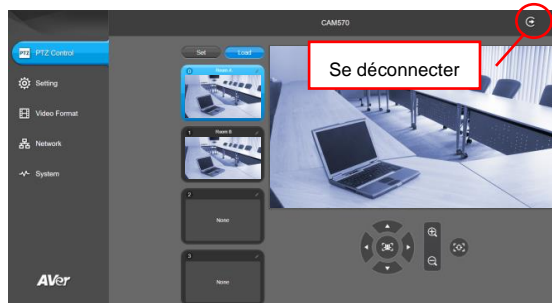 CAM570
Se déconnecter
PTZ PTZ Control
Setting
Video Format
Network
System
AVer
Set Load
0 Room A
1 Room B
2
None
3
None